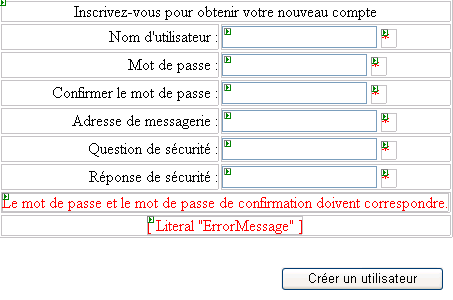 Inscrivez-vous pour obtenir votre nouveau compte
Nom d'utilisateur : *
Mot de passe : *
Confirmer le mot de passe : *
Adresse de messagerie : *
Question de sécurité : *
Réponse de sécurité : *
Le mot de passe et le mot de passe de confirmation doivent correspondre.
[ Literal "ErrorMessage" ]
Créer un utilisateur